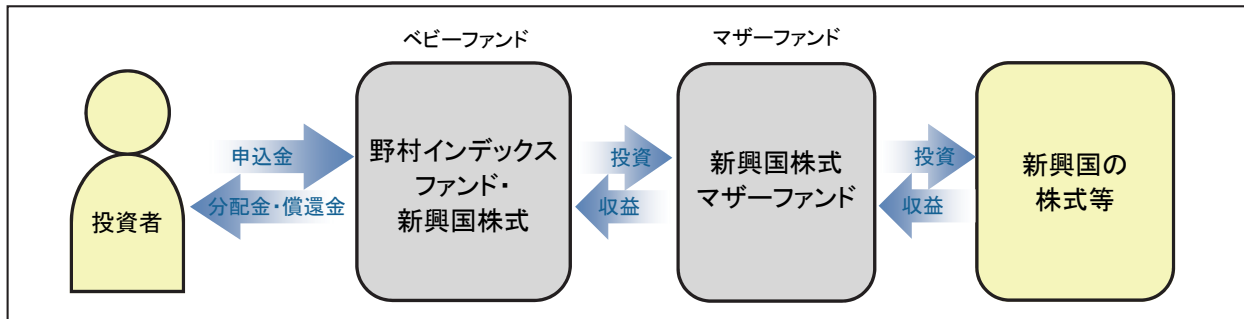 ベビーファンド
マザーファンド
投資者
申込金
分配金・償還金
野村インデックス
ファンド・
新興国株式
投資
収益
新興国株式
マザーファンド
投資
収益
新興国の
株式等